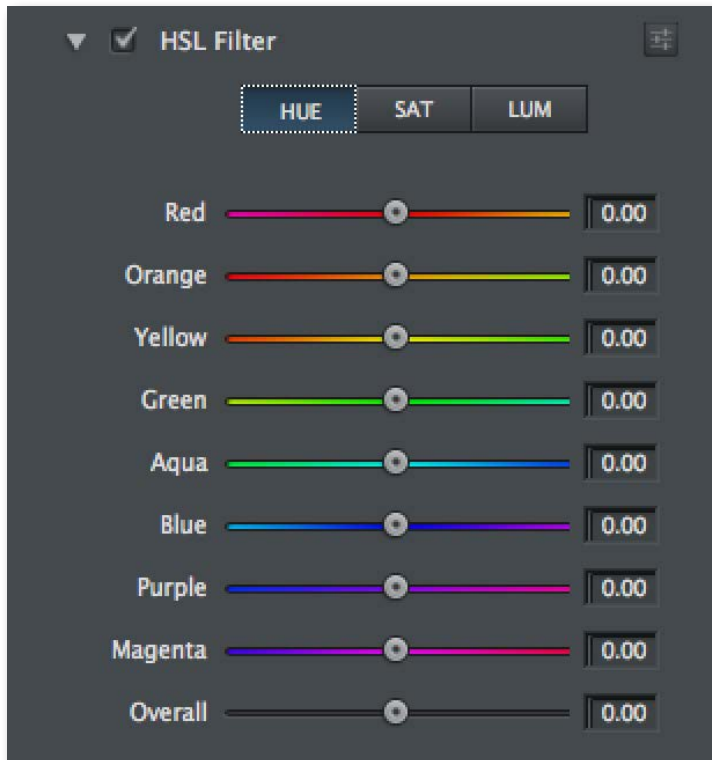 HSL Filter
HUE SAT LUM
Red 0.00
Orange 0.00
Yellow 0.00
Green 0.00
Aqua 0.00
Blue 0.00
Purple 0.00
Magenta 0.00
Overall 0.00